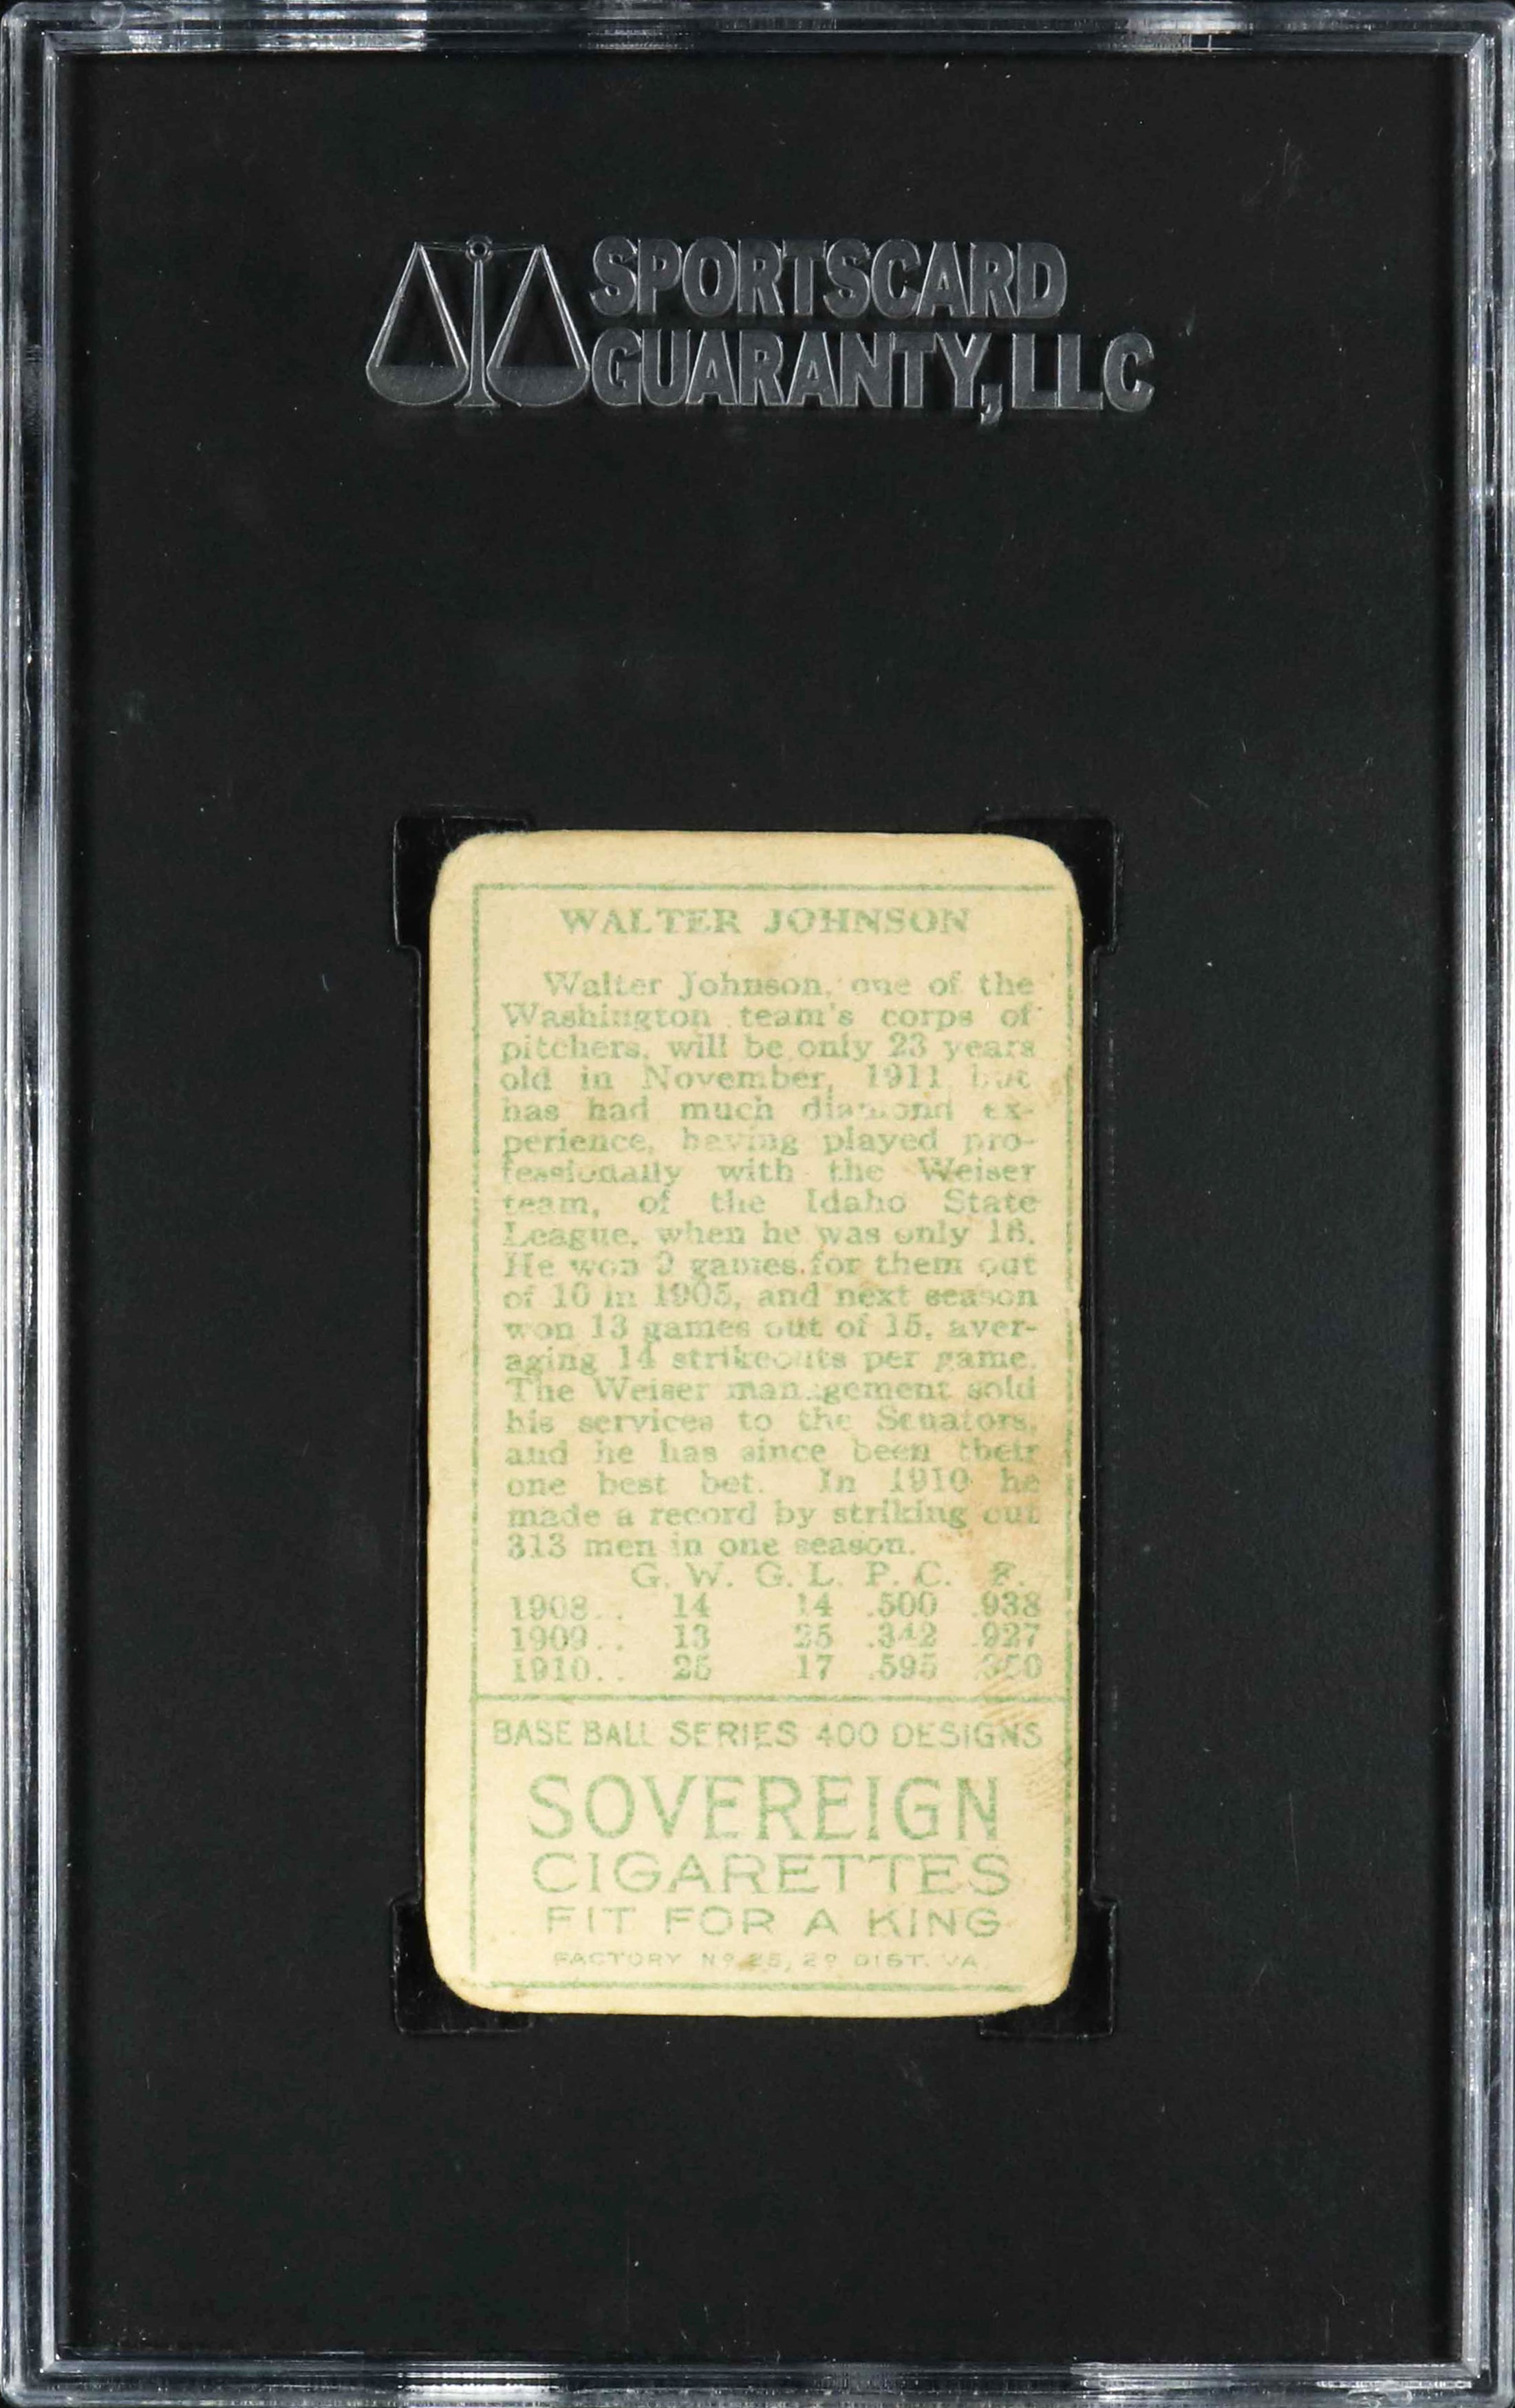 SPORTSCARD
GUARANTY, LLC
WALTER JOHNSON
Walter Johnson, one of the
Washington team's corps of
pitchers, will be only 23 years
old in November, 1911 but
has had much diamond ex-
perience, having played pro-
fessionally with the Weiser
team, of the Idaho State
League, when he was only
He won 9 games for them out
of 10 in 1905, and next season
won 13 games out of 15, aver-
aging 14 strikeouts per game.
The Weiser management sold
his services to the Senators,
and he has since been their
one best bet. In 1910 he
made a record by striking out
313 men in one season.
G. W. G. L. P. C. F.
1908.. 14 14 .500 .938
1909.. 13 25 .342 .927
1910.. 25 17 .595
BASE BALL SERIES 400 DESIGNS
SOVEREIGN
CIGARETTES
FIT FOR A KING
FACTORY Nº 25, 2º DIST. VA.